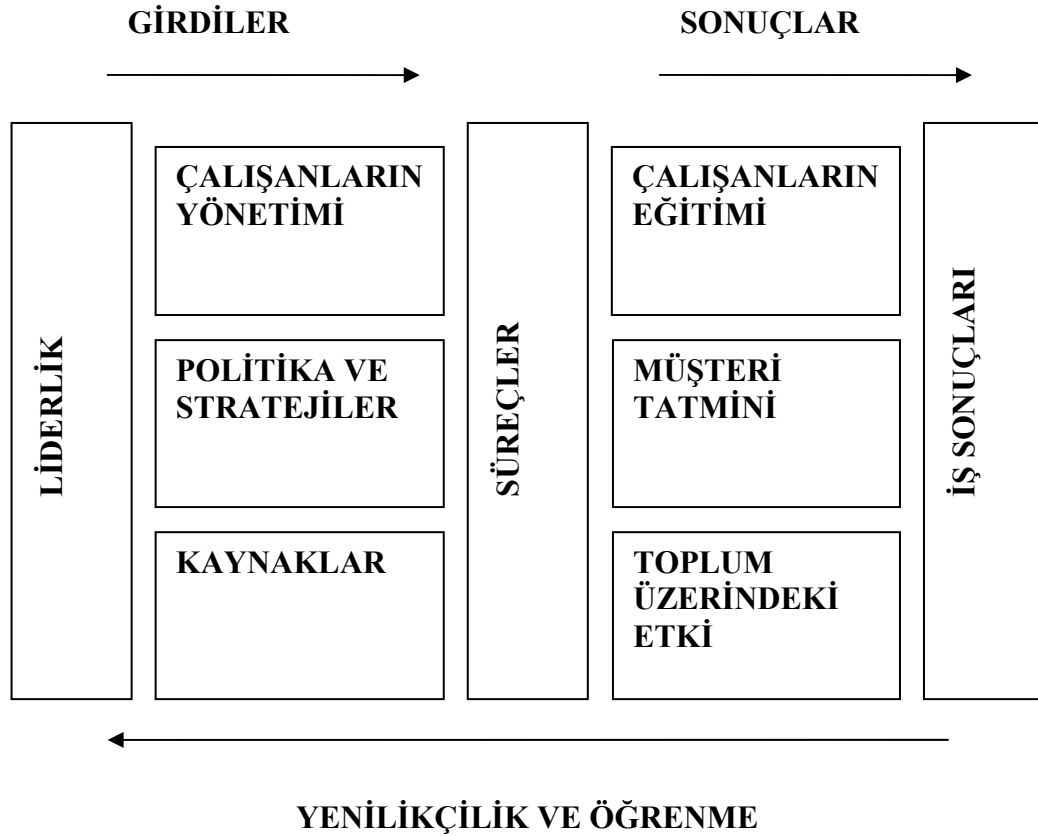 GİRDİLER
SONUÇLAR
LİDERLİK
ÇALIŞANLARIN
YÖNETİMİ
POLİTİKA VE
STRATEJİLER
KAYNAKLAR
SÜREÇLER
ÇALIŞANLARIN
EĞİTİMİ
MÜŞTERİ
TATMİNİ
TOPLUM
ÜZERİNDEKİ
ETKİ
İŞ SONUÇLARI
YENİLİKÇİLİK VE ÖĞRENME